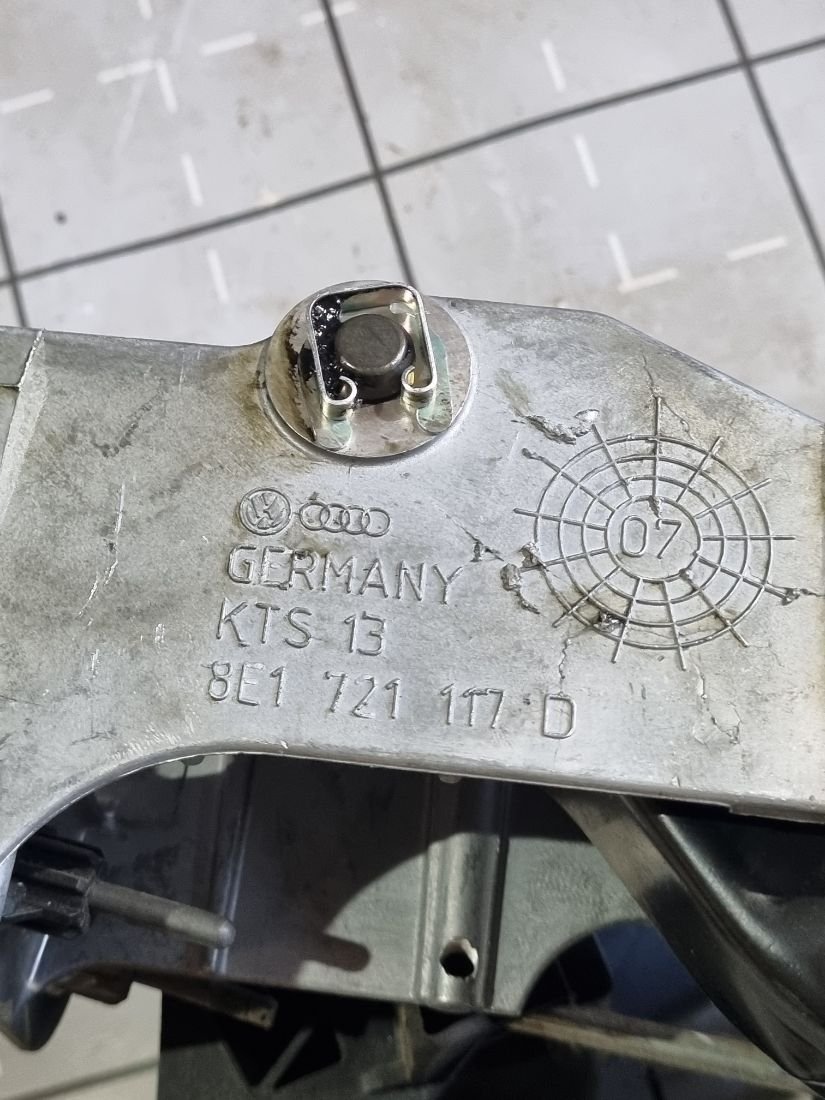 GERMANY
KTS 13
8E1 721 117 D
07